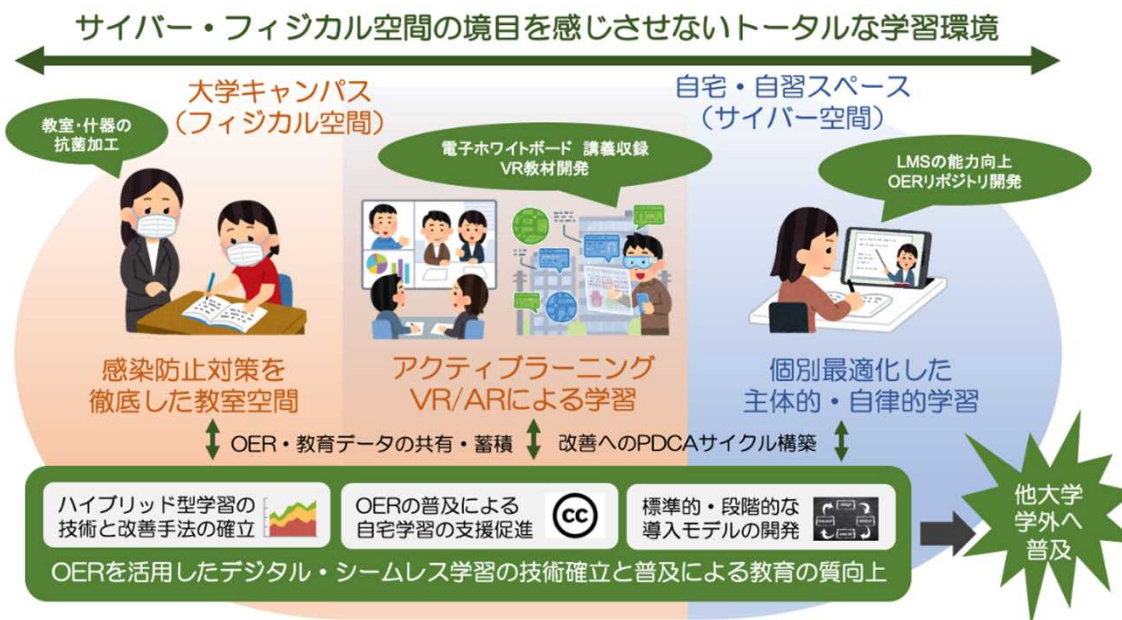 サイバー・フィジカル空間の境目を感じさせないトータルな学習環境
大学キャンパス
（フィジカル空間）
自宅・自習スペース
（サイバー空間）
教室・什器の
抗菌加工
電子ホワイトボード　講義収録
VR教材開発
LMSの能力向上
OERリポジトリ開発
感染防止対策を
徹底した教室空間
アクティブラーニング
VR/ARによる学習
個別最適化した
主体的・自律的学習
OER・教育データの共有・蓄積
改善へのPDCAサイクル構築
ハイブリッド型学習の
技術と改善手法の確立
OERの普及による
自宅学習の支援促進
cc
標準的・段階的な
導入モデルの開発
OERを活用したデジタル・シームレス学習の技術確立と普及による教育の質向上
他大学
学外へ
普及